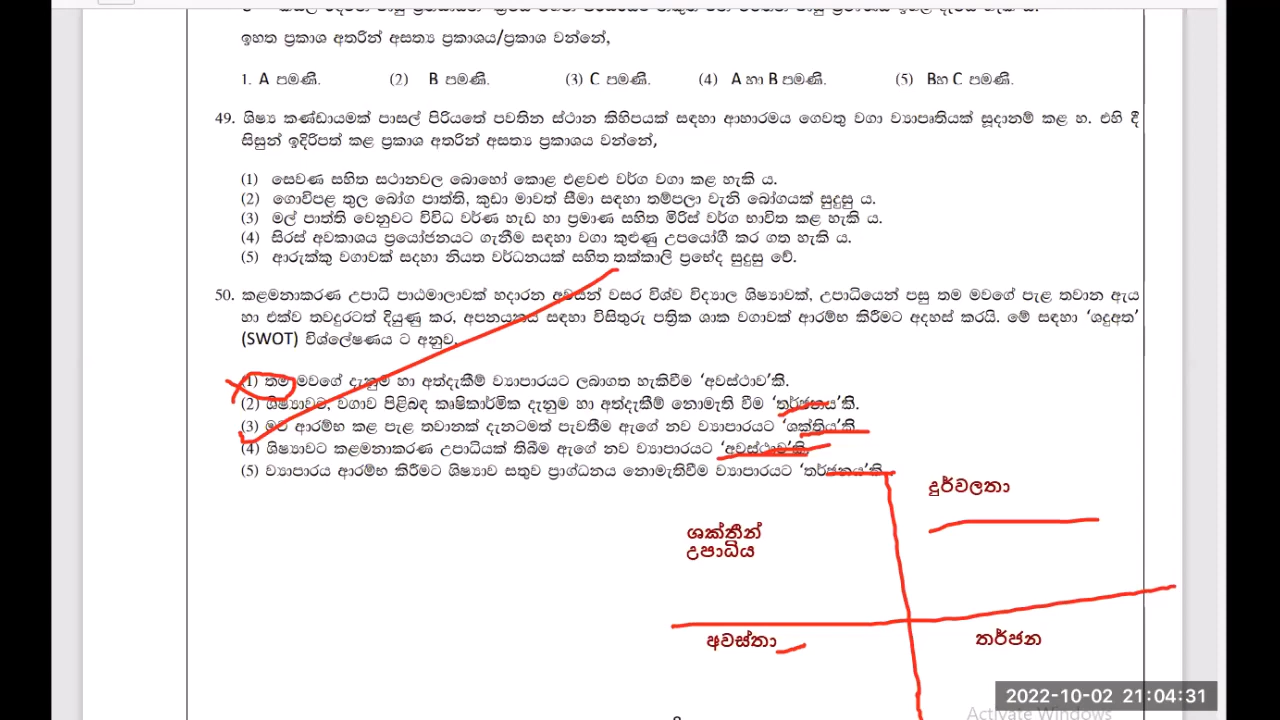 ඉහත ප්‍රකාශ අතරින් අසත්‍ය ප්‍රකාශය/ප්‍රකාශ වන්නේ,
1. A පමණි. (2) B පමණි. (3) C පමණි. (4) A හා B පමණි. (5) Bහ C පමණි.
49. ශිෂ්‍ය කණ්ඩායමක් පාසල් පිරියතේ පවතින ස්ථාන කිහිපයක් සඳහා ආහාරමය ගෙවතු වගා ව්‍යාපෘතියක් සූදානම් කළ හ. එහි දී
සිසුන් ඉදිරිපත් කළ ප්‍රකාශ අතරින් අසත්‍ය ප්‍රකාශය වන්නේ,
(1) සෙවණ සහිත සථානවල බොහෝ කොළ එළවළු වර්ග වගා කළ හැකි ය.
(2) ගොවිපළ තුල බෝග පාත්ති, කුඩා මාවත් සීමා සඳහා තම්පලා වැනි බෝගයක් සුදුසු ය.
(3) මල් පාත්ති වෙනුවට විවිධ වර්ණ හැඩ හා ප්‍රමාණ සහිත මිරිස් වර්ග භාවිත කළ හැකි ය.
(4) සිරස් අවකාශය ප්‍රයෝජනයට ගැනීම සඳහා වගා කුළුණු උපයෝගී කර ගත හැකි ය.
(5) ආරුක්කු වගාවක් සදහා නියත වර්ධනයක් සහිත තක්කාලි ප්‍රභේද සුදුසු වේ.
50. කළමනාකරණ උපාධි පාඨමාලාවක් හදාරන අවසන් වසර විශ්ව විද්‍යාල ශිෂ්‍යාවක්, උපාධියෙන් පසු තම මවගේ පැළ තවාන ඇය
හා එක්ව තවදුරටත් දියුණු කර, අපනයනය සඳහා විසිතුරු පත්‍රික ශාක වගාවක් ආරම්භ කිරීමට අදහස් කරයි. මේ සඳහා ‘ශදුඅත’
(SWOT) විශ්ලේෂණය ට අනුව,
(1) තම මවගේ දැනුම හා අත්දැකීම් ව්‍යාපාරයට ලබාගත හැකිවීම ‘අවස්ථාව’කි.
(2) ශිෂ්‍යාවට, වගාව පිළිබඳ කෘෂිකාර්මික දැනුම හා අත්දැකීම් නොමැති වීම ‘තර්ජනය’කි.
(3) මව ආරම්භ කළ පැළ තවානක් දැනටමත් පැවතීම ඇගේ නව ව්‍යාපාරයට ‘ශක්තිය’කි
(4) ශිෂ්‍යාවට කළමනාකරණ උපාධියක් තිබීම ඇගේ නව ව්‍යාපාරයට ‘අවස්ථාව’කි.
(5) ව්‍යාපාරය ආරම්භ කිරීමට ශිෂ්‍යාව සතුව ප්‍රාග්ධනය නොමැතිවීම ව්‍යාපාරයට ‘තර්ජනය’කි.
දුර්වලතා
ශක්තීන්
උපාධිය
අවස්තා
තර්ජන
2022-10-02 21:04:31
Activate Windows